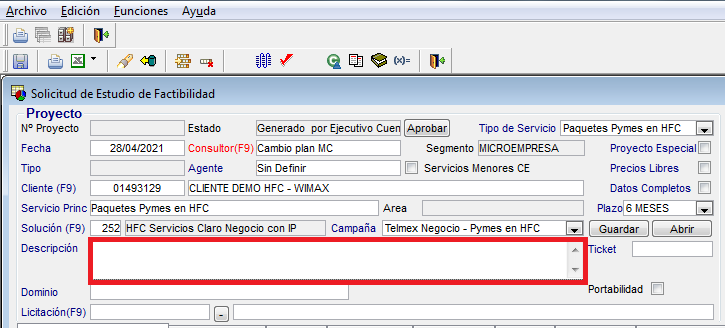 Archivo Edición Funciones Ayuda
Solicitud de Estudio de Factibilidad
Proyecto
Nº Proyecto Estado Generado por Ejecutivo Cuen Aprobar Tipo de Servicio Paquetes Pymes en HFC
Fecha 28/04/2021 Consultor(F9) Cambio plan MC Segmento MICROEMPRESA Proyecto Especial
Tipo Agente Sin Definir Servicios Menores CE Precios Libres
Cliente (F9) 01493129 CLIENTE DEMO HFC - WIMAX Datos Completos
Servicio Princ Paquetes Pymes en HFC Area Plazo 6 MESES
Solución (F9) 252 HFC Servicios Claro Negocio con IP Campaña Telmex Negocio - Pymes en HFC Guardar Abrir
Descripción Ticket
Dominio Portabilidad
Licitación(F9) -